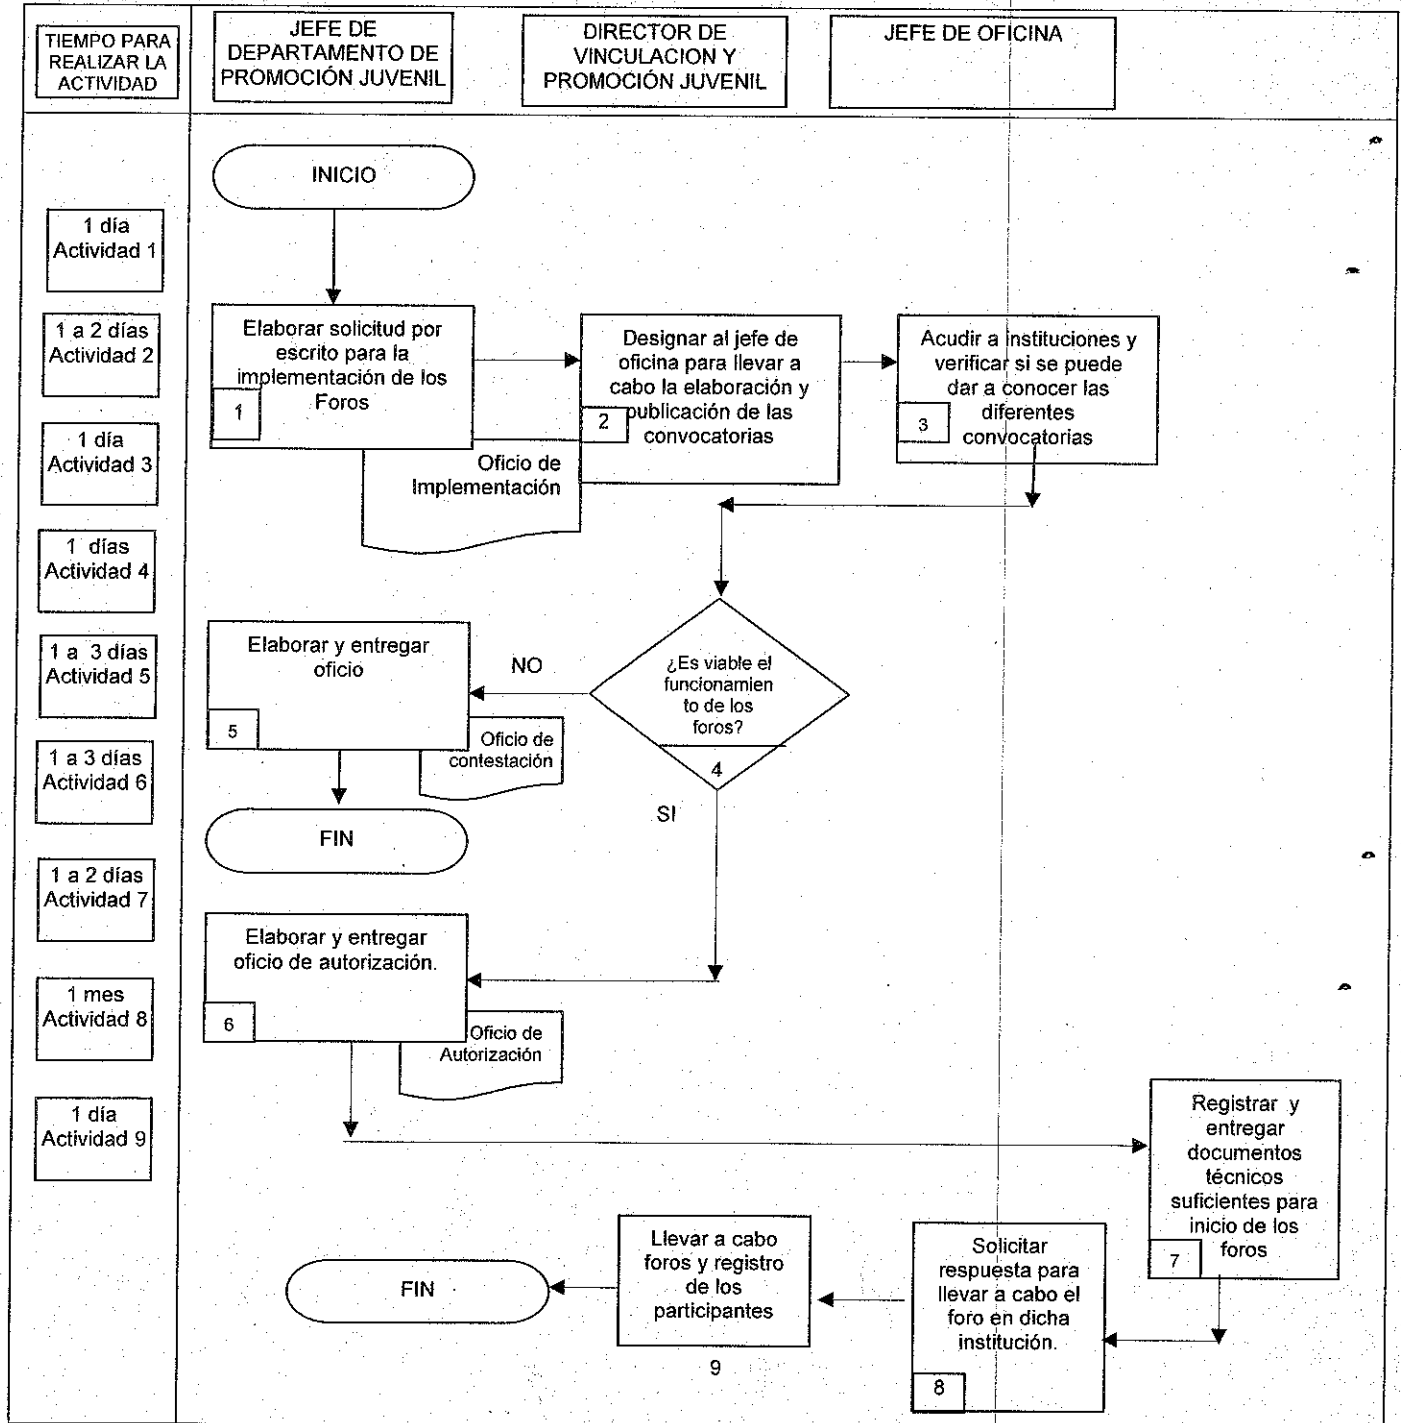 TIEMPO PARA
REALIZAR LA
ACTIVIDAD
JEFE DE
DEPARTAMENTO DE
PROMOCIÓN JUVENIL
DIRECTOR DE
VINCULACION Y
PROMOCIÓN JUVENIL
JEFE DE OFICINA
INICIO
1 día
Actividad 1
1 a 2 días
Actividad 2
1 día
Actividad 3
1 días
Actividad 4
1 a 3 días
Actividad 5
1 a 3 días
Actividad 6
1 a 2 días
Actividad 7
1 mes
Actividad 8
1 día
Actividad 9
Elaborar solicitud por
escrito para la
implementación de los
Foros
1
Oficio de
Implementación
Designar al jefe de
oficina para llevar a
cabo la elaboración y
publicación de las
convocatorias
2
Acudir a instituciones y
verificar si se puede
dar a conocer las
diferentes
convocatorias
3
¿Es viable el
funcionamien
to de los
foros?
4
NO
SI
Elaborar y entregar
oficio
5
Oficio de
contestación
FIN
Elaborar y entregar
oficio de autorización.
6
Oficio de
Autorización
Registrar y
entregar
documentos
técnicos
suficientes para
inicio de los
foros
7
Solicitar
respuesta para
llevar a cabo el
foro en dicha
institución.
8
Llevar a cabo
foros y registro
de los
participantes
9
FIN